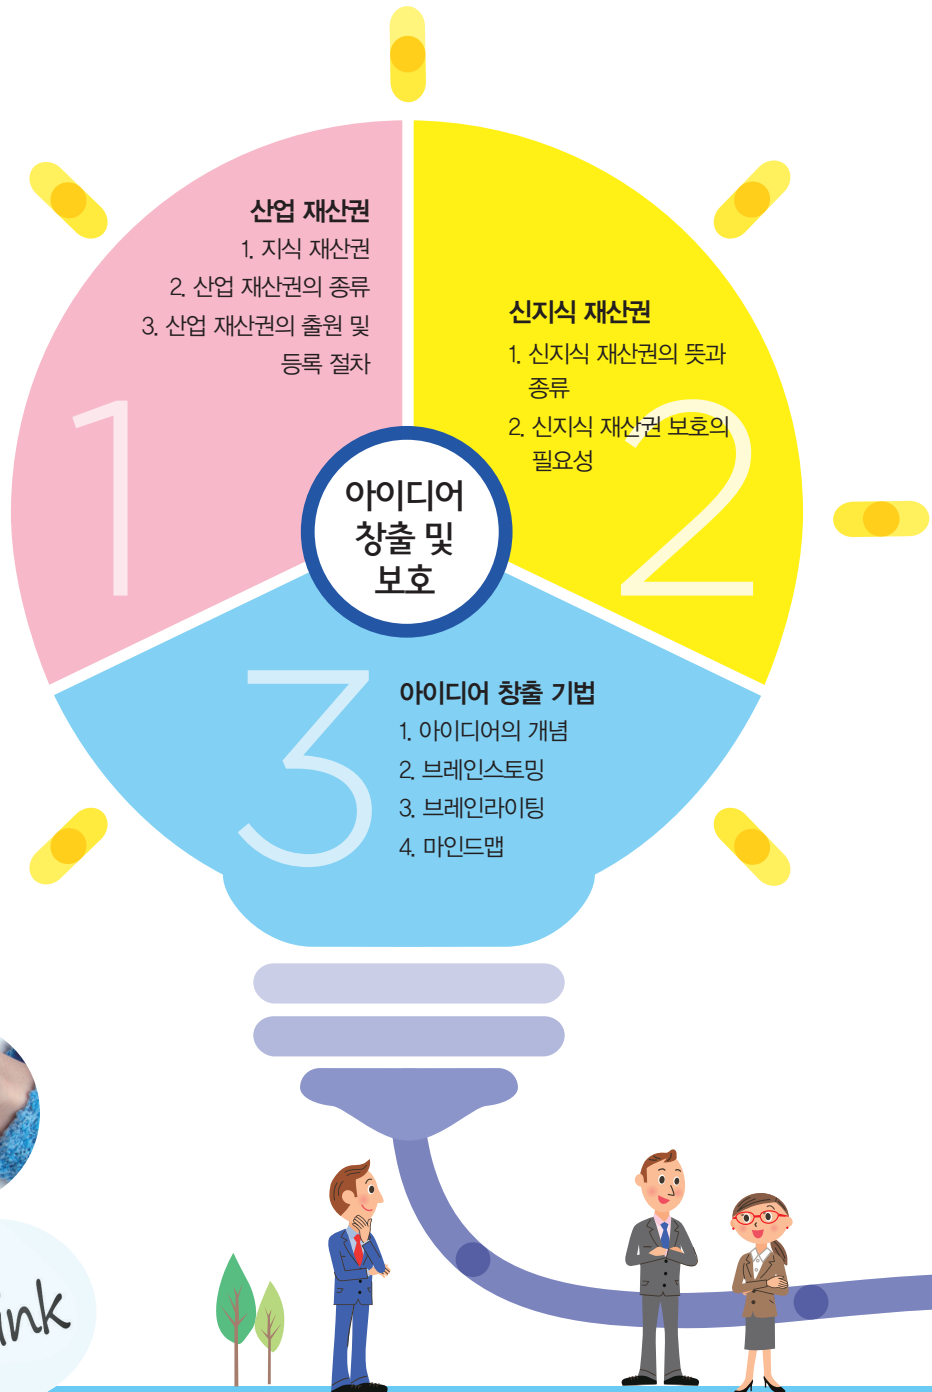 산업 재산권
1. 지식 재산권
2. 산업 재산권의 종류
3. 산업 재산권의 출원 및
등록 절차
1
신지식 재산권
1. 신지식 재산권의 뜻과
종류
2. 신지식 재산권 보호의
필요성
2
아이디어
창출 및
보호
3
아이디어 창출 기법
1. 아이디어의 개념
2. 브레인스토밍
3. 브레인라이팅
4. 마인드맵